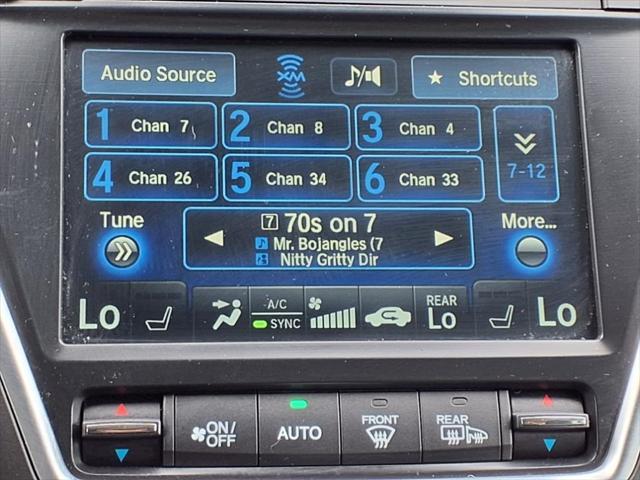 Audio Source
XM
★ Shortcuts
1 Chan 7
2 Chan 8
3 Chan 4
7-12
4 Chan 26
5 Chan 34
6 Chan 33
Tune
7 70s on 7
Mr. Bojangles (7
Nitty Gritty Dir
More...
Lo
A/C
SYNC
REAR
Lo
Lo
ON/
OFF
AUTO
FRONT
REAR